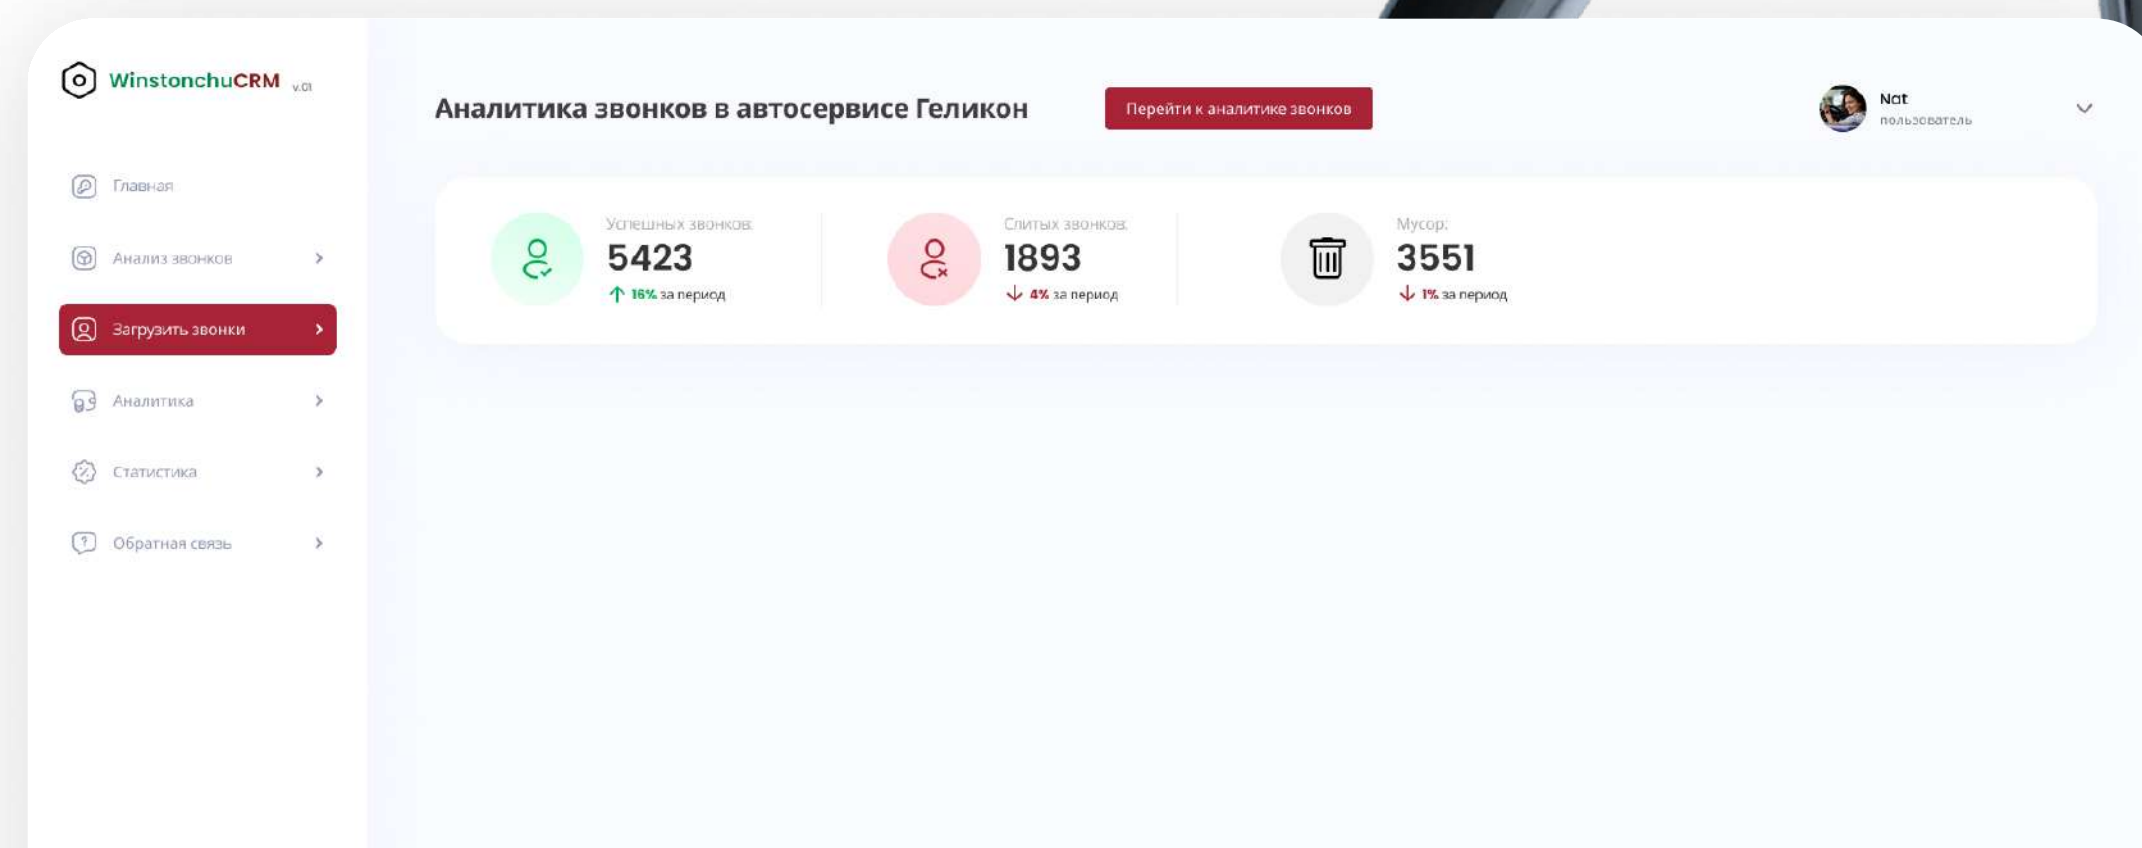 WinstonchuCRM v.01
Главная
Анализ звонков
Загрузить звонки
Аналитика
Статистика
Обратная связь
Аналитика звонков в автосервисе Геликон
Перейти к аналитике звонков
Nat
пользователь
Успешных звонков:
5423
16% за период
Слитых звонков:
1893
4% за период
Мусор:
3551
1% за период